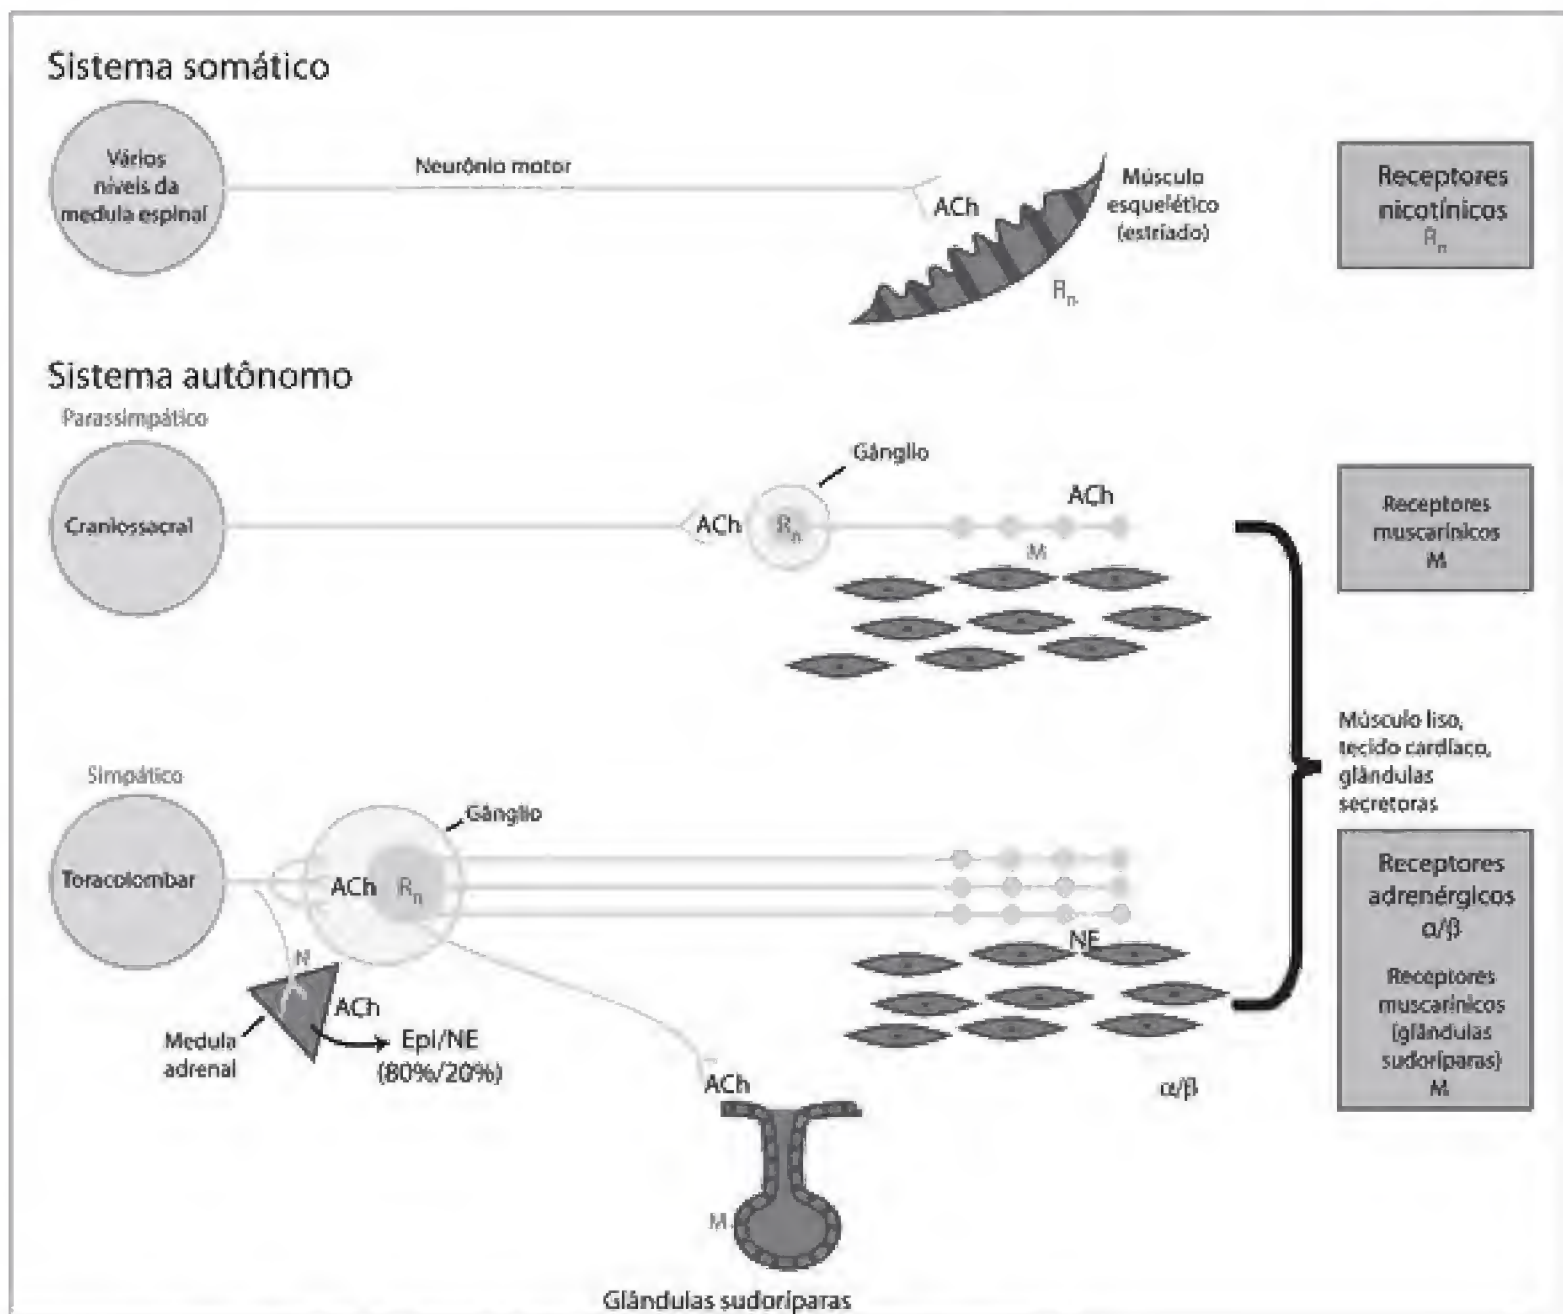 Sistema somático
Vários
níveis da
medula espinal
Neurônio motor
ACh
Músculo
esquelético
(estriado)
Rn
Receptores
nicotínicos
Rn
Sistema autônomo
Parassimpático
Craniossacral
ACh
Rn
Gânglio
ACh
M
Receptores
muscarínicos
M
Músculo liso,
tecido cardíaco,
glândulas
secretoras
Simpático
Toracolombar
Gânglio
ACh
Rn
N
ACh
Medula
adrenal
Epi/NE
(80%/20%)
NE
α/β
Receptores
adrenérgicos
α/β
Receptores
muscarínicos
(glândulas
sudoríparas)
M
ACh
M
Glândulas sudoríparas